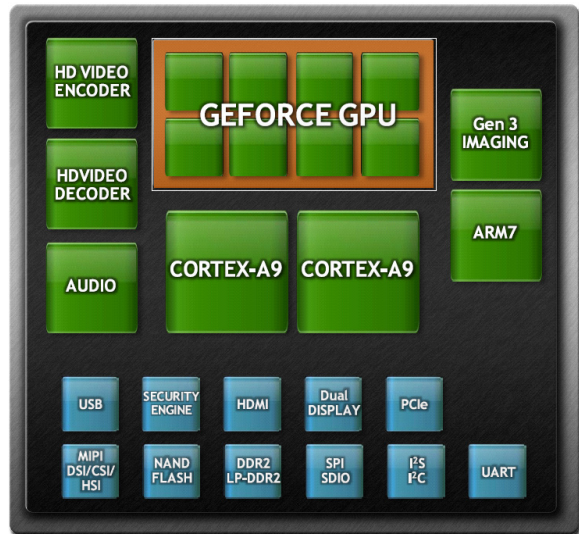 HD VIDEO
ENCODER
GEFORCE GPU
Gen 3
IMAGING
HDVIDEO
DECODER
ARM7
CORTEX-A9
CORTEX-A9
AUDIO
USB
SECURITY
ENGINE
HDMI
Dual
DISPLAY
PCIe
MIPI
DSI/CSI/
HSI
NAND
FLASH
DDR2
LP-DDR2
SPI
SDIO
I²S
I²C
UART